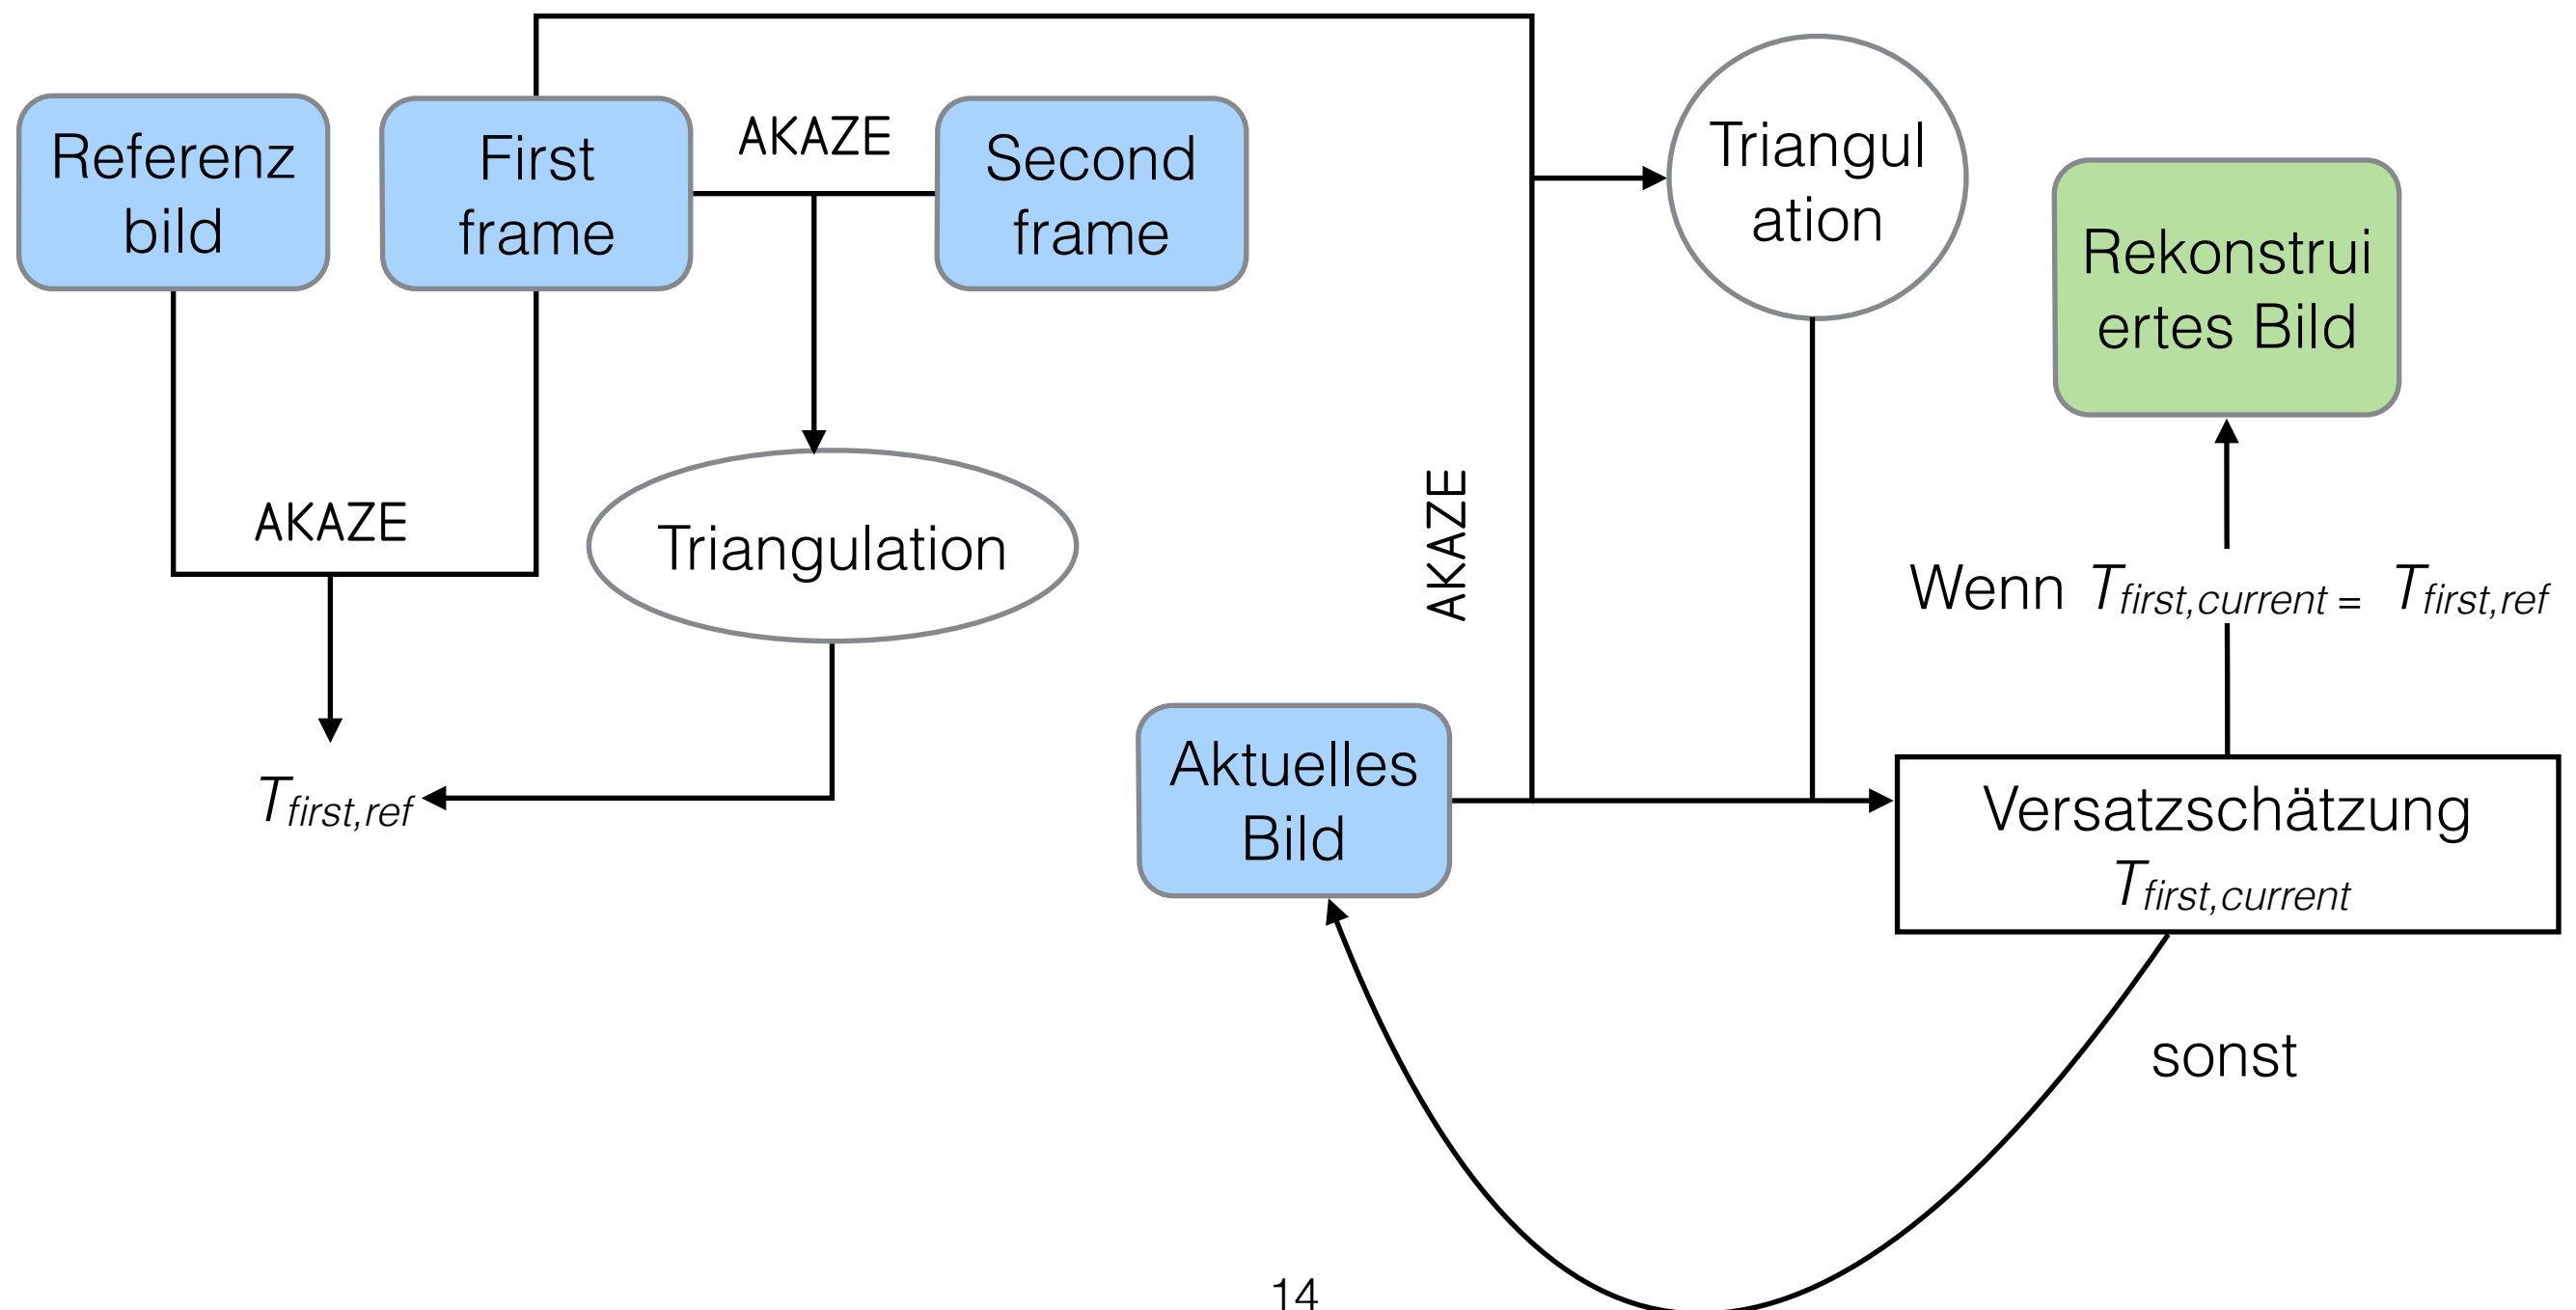 Referenz
bild
First
frame
AKAZE
Second
frame
Triangul
ation
Rekonstrui
ertes Bild
AKAZE
Triangulation
AKAZE
Wenn T first,current = T first,ref
T first,ref
Aktuelles
Bild
Versatzschätzung
T first,current
sonst
14